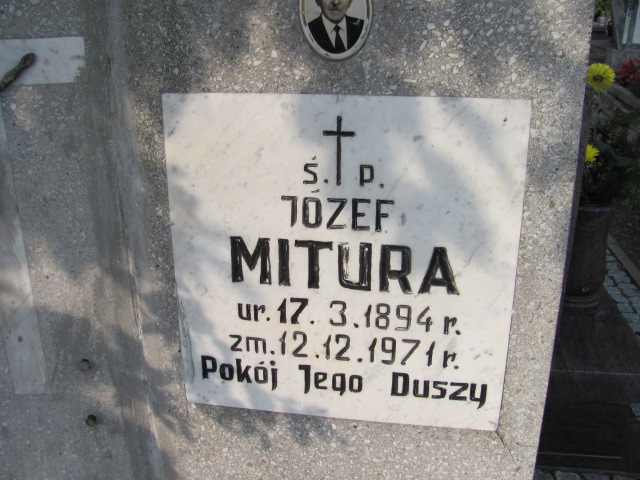 ś. p.
JÓZEF
MITURA
ur. 17. 3.1894 r.
zm. 12.12.1971 r.
Pokój Jego Duszy